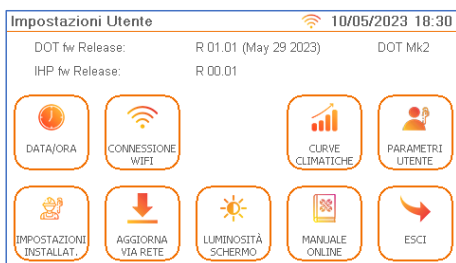 Impostazioni Utente 10/05/2023 18:30
DOT fw Release: R 01.01 (May 29 2023) DOT Mk2
IHP fw Release: R 00.01
DATA/ORA
CONNESSIONE
WIFI
CURVE
CLIMATICHE
PARAMETRI
UTENTE
IMPOSTAZIONI
INSTALLAT.
AGGIORNA
VIA RETE
LUMINOSITÀ
SCHERMO
MANUALE
ONLINE
ESCI